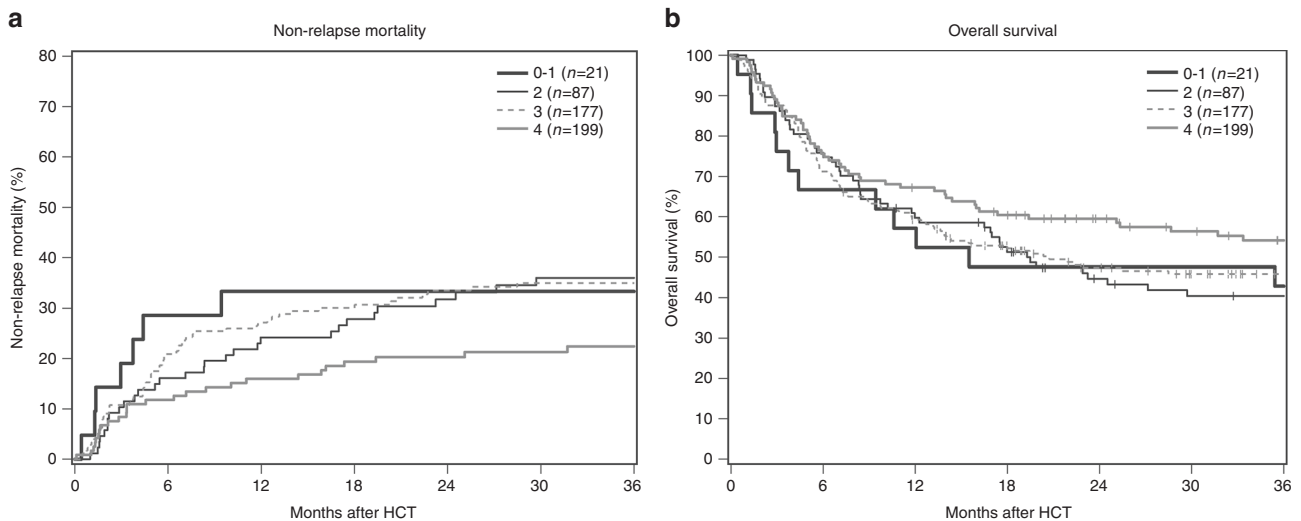 a
Non-relapse mortality
80
70
60
50
40
30
20
10
0
Non-relapse mortality (%)
0-1 (n=21)
2 (n=87)
3 (n=177)
4 (n=199)
0 6 12 18 24 30 36
Months after HCT
b
Overall survival
100
90
80
70
60
50
40
30
20
10
0
Overall survival (%)
0-1 (n=21)
2 (n=87)
3 (n=177)
4 (n=199)
0 6 12 18 24 30 36
Months after HCT